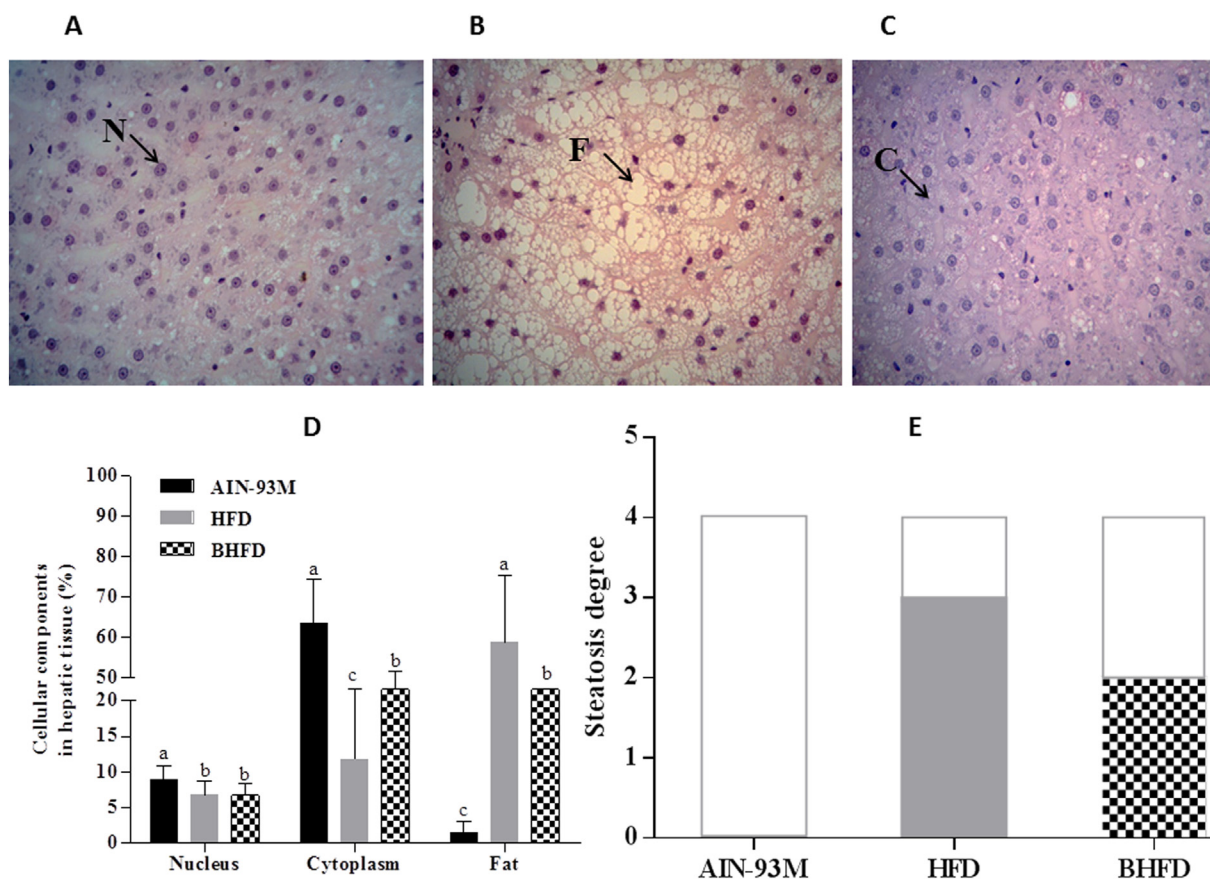 A
B
C
N
F
C
D
E
100
90
80
70
60
50
20
15
10
5
0
Cellular components
in hepatic tissue (%)
AIN-93M
HFD
BHFD
a
b
b
a
c
b
c
a
b
Nucleus
Cytoplasm
Fat
5
4
3
2
1
0
Steatosis degree
AIN-93M
HFD
BHFD